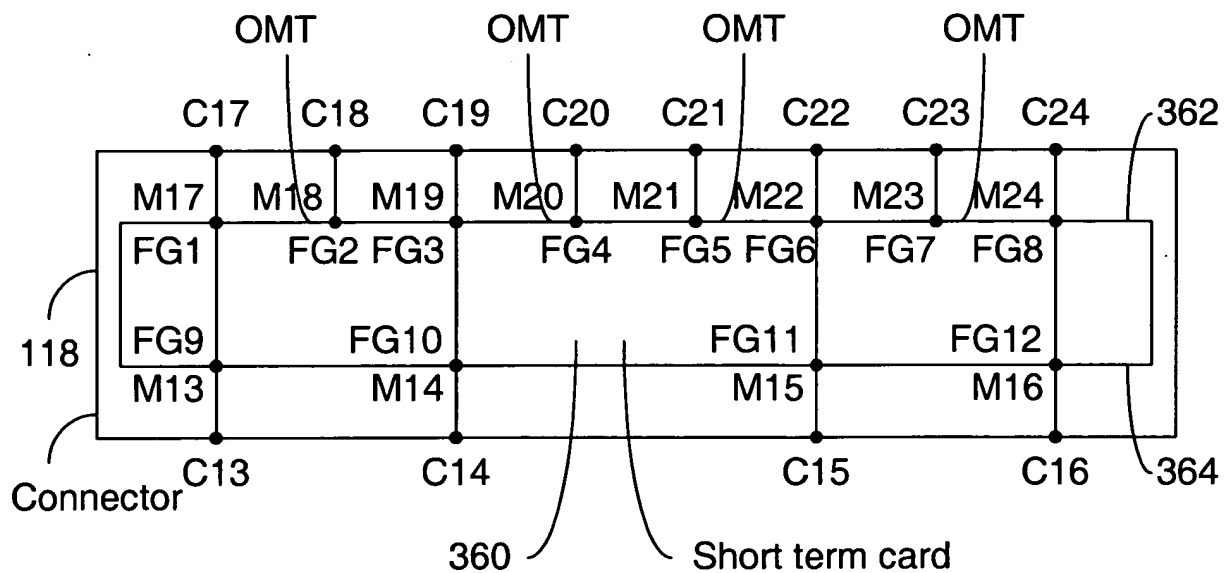 OMT OMT OMT OMT
C17 C18 C19 C20 C21 C22 C23 C24 362
M17 M18 M19 M20 M21 M22 M23 M24
FG1 FG2 FG3 FG4 FG5 FG6 FG7 FG8
118 FG9 FG10 FG11 FG12
M13 M14 M15 M16
Connector C13 C14 C15 C16 364
360 Short term card